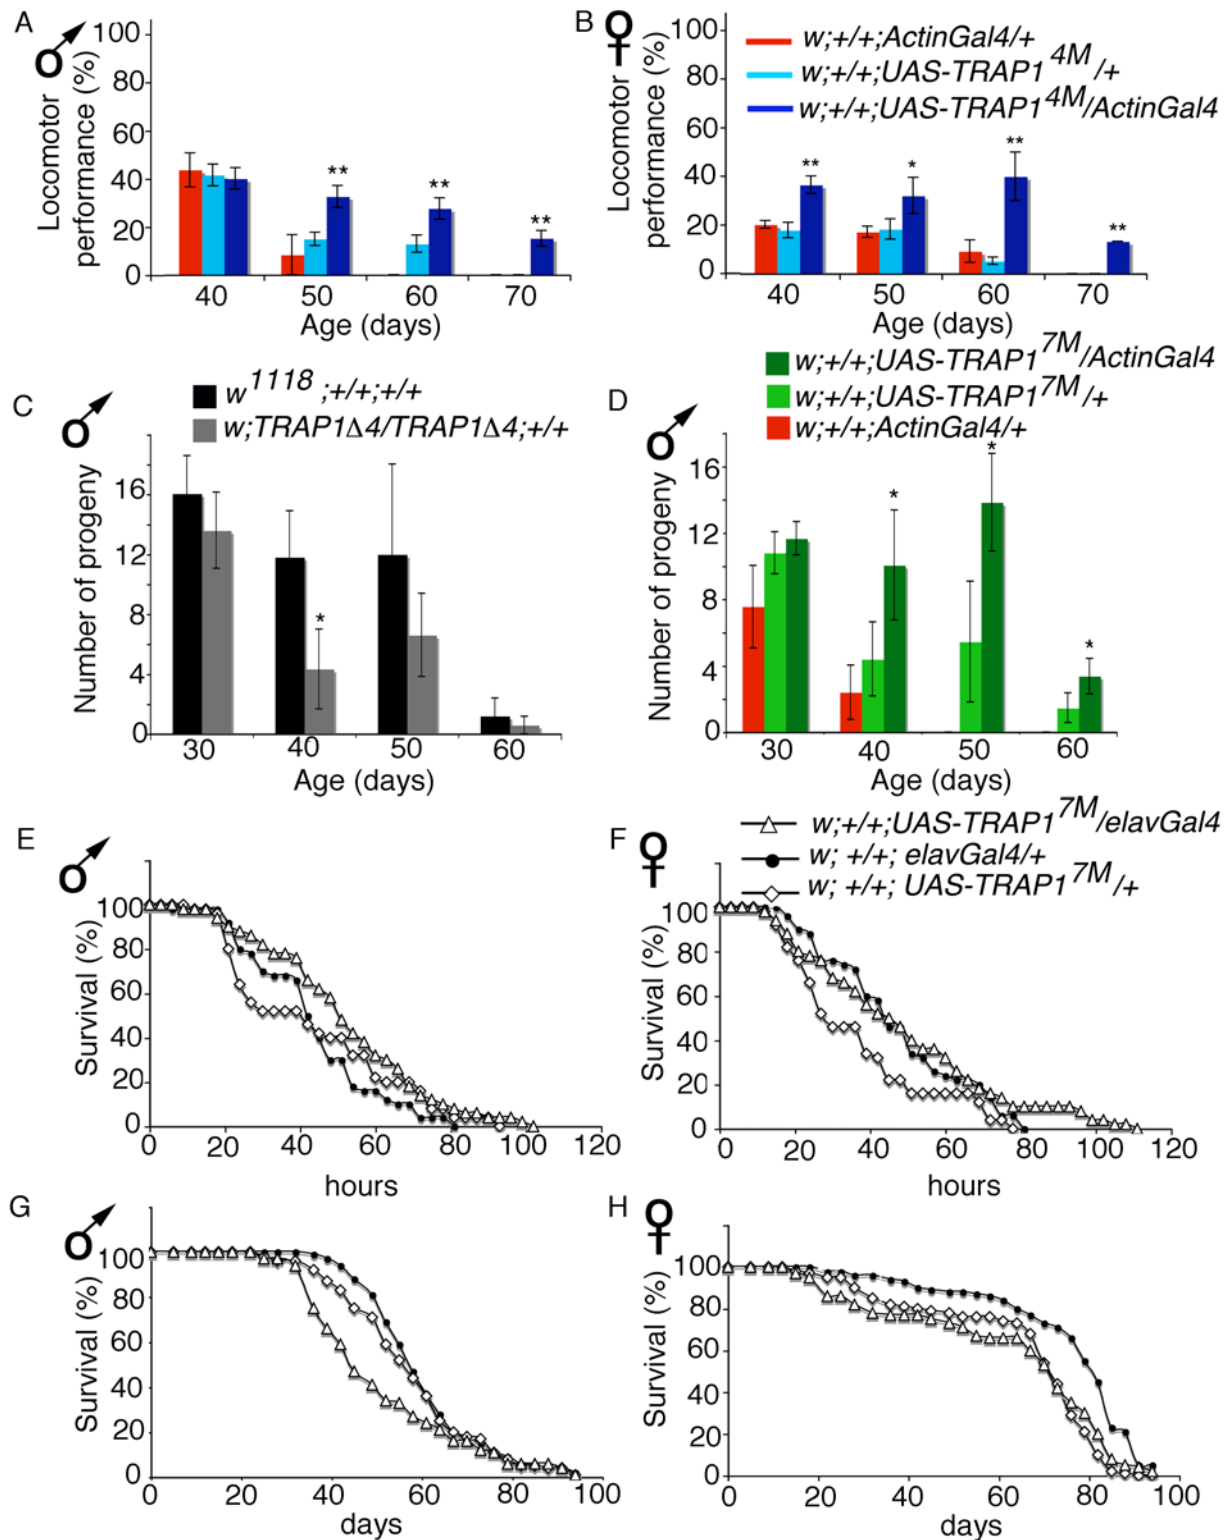 A
Locomotor
performance (%)
100
80
60
40
20
0
** ** **
40 50 60 70
Age (days)
B
Locomotor
performance (%)
100
80
60
40
20
0
w;+/+;ActinGal4/+
w;+/+;UAS-TRAP1 4M /+
w;+/+;UAS-TRAP1 4M/ActinGal4
** * ** **
40 50 60 70
Age (days)
C
w1118 ;+/+;+/+
w;TRAP1Δ4/TRAP1Δ4;+/+
Number of progeny
16
12
8
4
0
*
30 40 50 60
Age (days)
D
w;+/+;UAS-TRAP1 7M/ActinGal4
w;+/+;UAS-TRAP1 7M/+
w;+/+;ActinGal4/+
Number of progeny
16
12
8
4
0
* * *
30 40 50 60
Age (days)
E
Survival (%)
100
80
60
40
20
0
0 20 40 60 80 100 120
hours
F
w;+/+;UAS-TRAP1 7M/elavGal4
w; +/+; elavGal4/+
w; +/+; UAS-TRAP1 7M/+
Survival (%)
100
80
60
40
20
0
0 20 40 60 80 100 120
hours
G
Survival (%)
100
80
60
40
20
0
0 20 40 60 80 100
days
H
Survival (%)
100
80
60
40
20
0
0 20 40 60 80 100
days